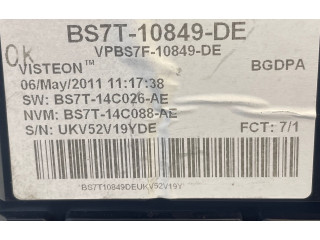 BS7T-10849-DE
VPBS7F-10849-DE
OK
VISTEON™ BGDPA
06/May/2011 11:17:38
SW: BS7T-14C026-AE
NVM: BS7T-14C088-AE
S/N: UKV52V19YDE FCT: 7/1
BS7T10849DEUKV52V19Y